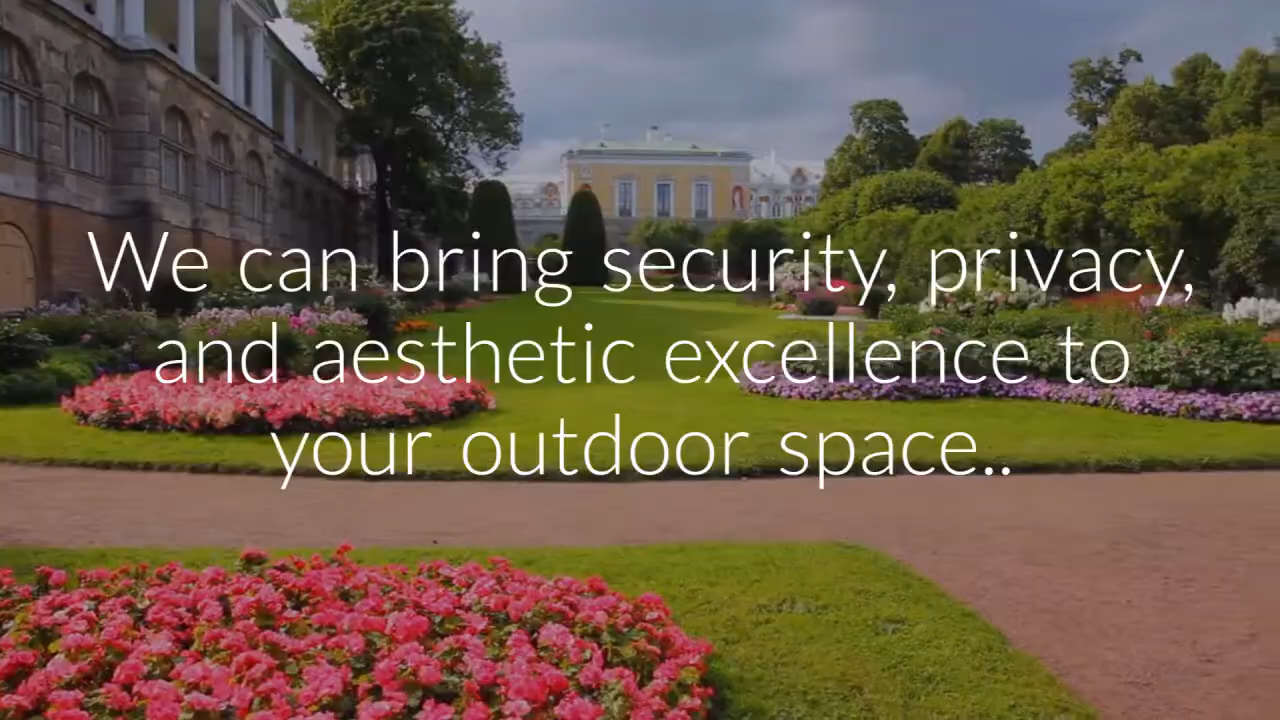 We can bring security, privacy,
and aesthetic excellence to
your outdoor space..